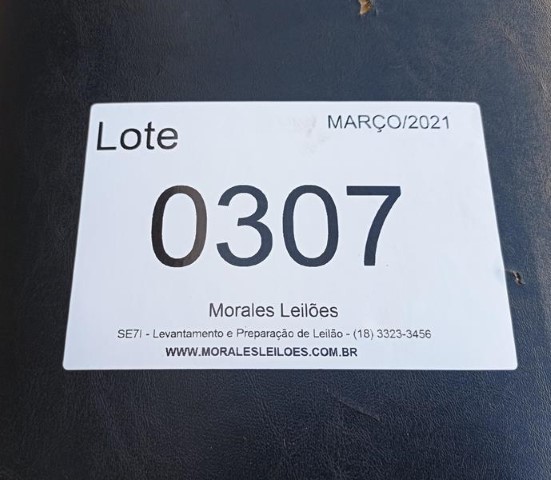 Lote
MARÇO/2021
0307
Morales Leilões
SE7I - Levantamento e Preparação de Leilão - (18) 3323-3456
WWW.MORALESLEILOES.COM.BR